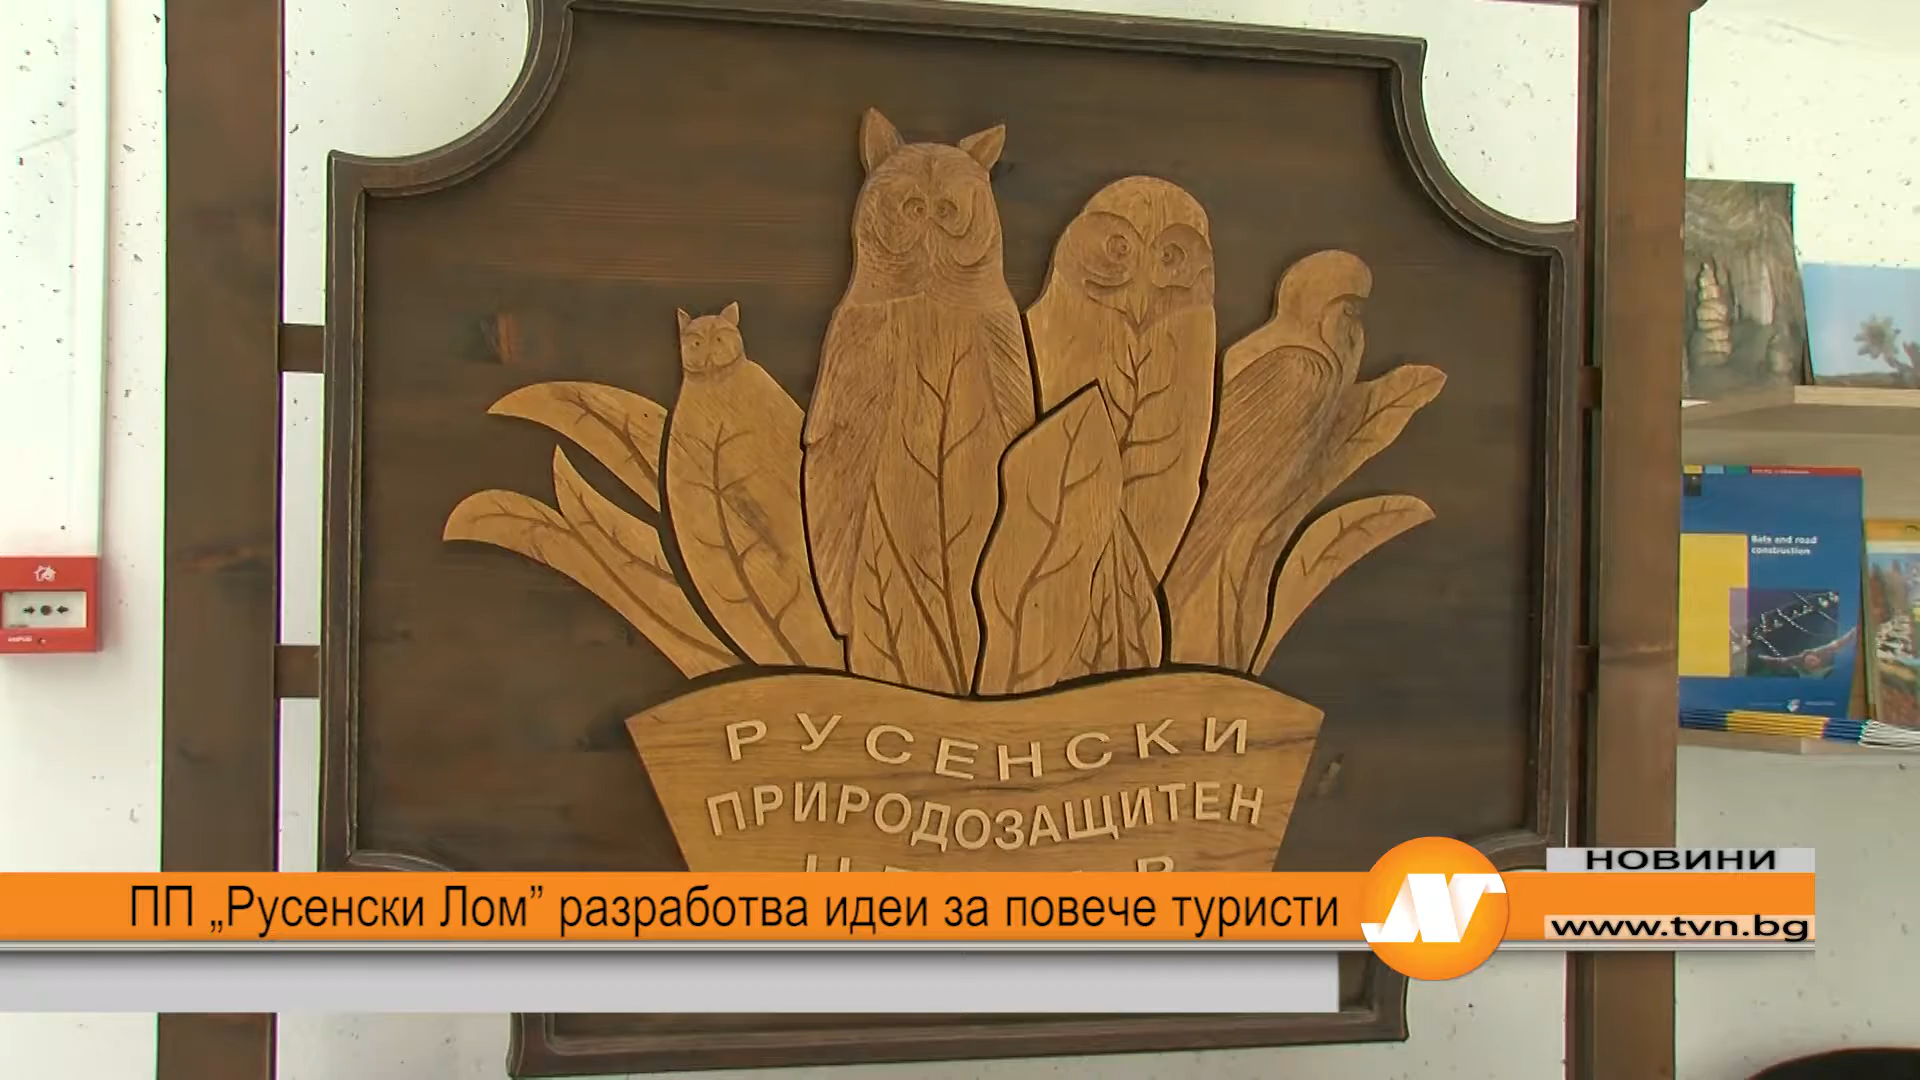 Bats and road
construction
РУСЕНСКИ
ПРИРОДОЗАЩИТЕН
НОВИНИ
ПП „Русенски Лом” разработва идеи за повече туристи
www.tvn.bg